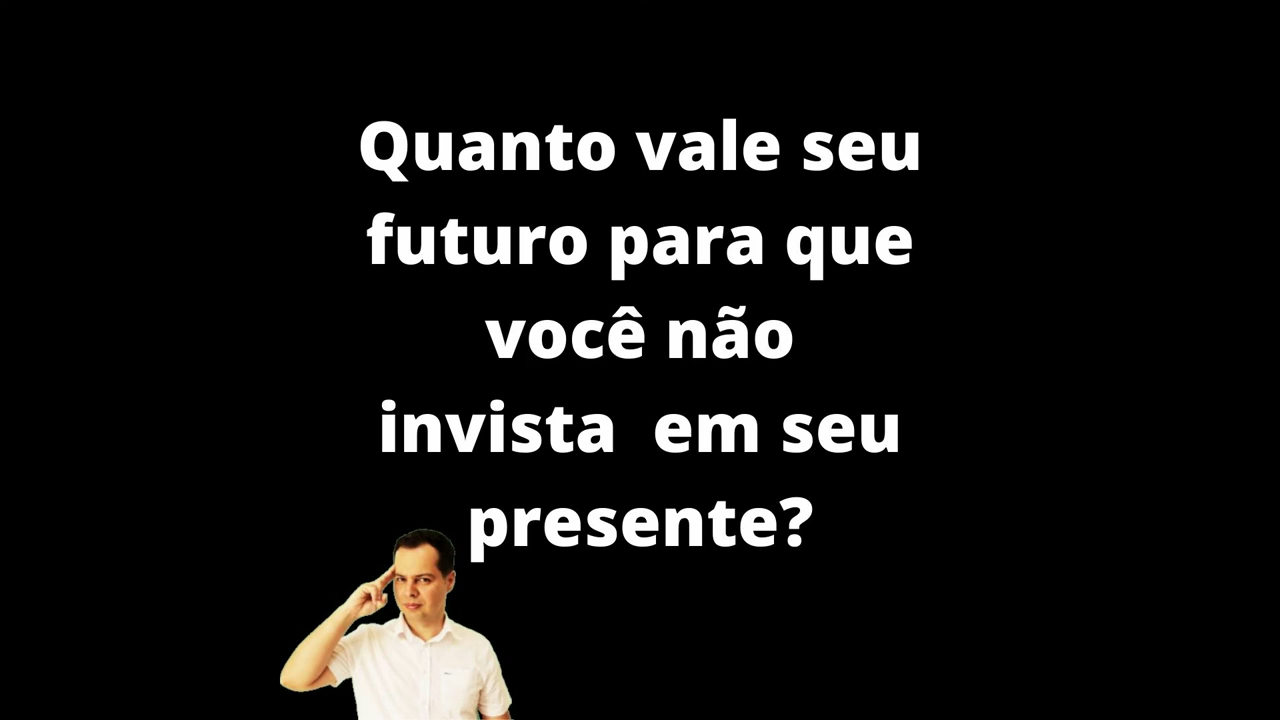 Quanto vale seu
futuro para que
você não
invista  em seu
presente?